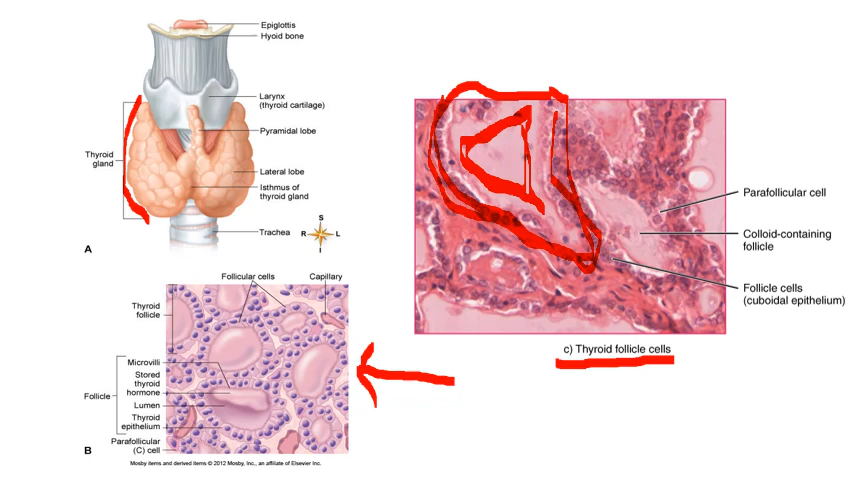 Epiglottis
Hyoid bone
Larynx
(thyroid cartilage)
Pyramidal lobe
Thyroid
gland
Lateral lobe
Isthmus of
thyroid gland
Trachea
S
R
L
I
A
Follicular cells
Capillary
Thyroid
follicle
Microvilli
Stored
thyroid
hormone
Follicle
Lumen
Thyroid
epithelium
Parafollicular
(C) cell
B
Mosby items and derived items © 2012 Mosby, Inc., an affiliate of Elsevier Inc.
Parafollicular cell
Colloid-containing
follicle
Follicle cells
(cuboidal epithelium)
c) Thyroid follicle cells